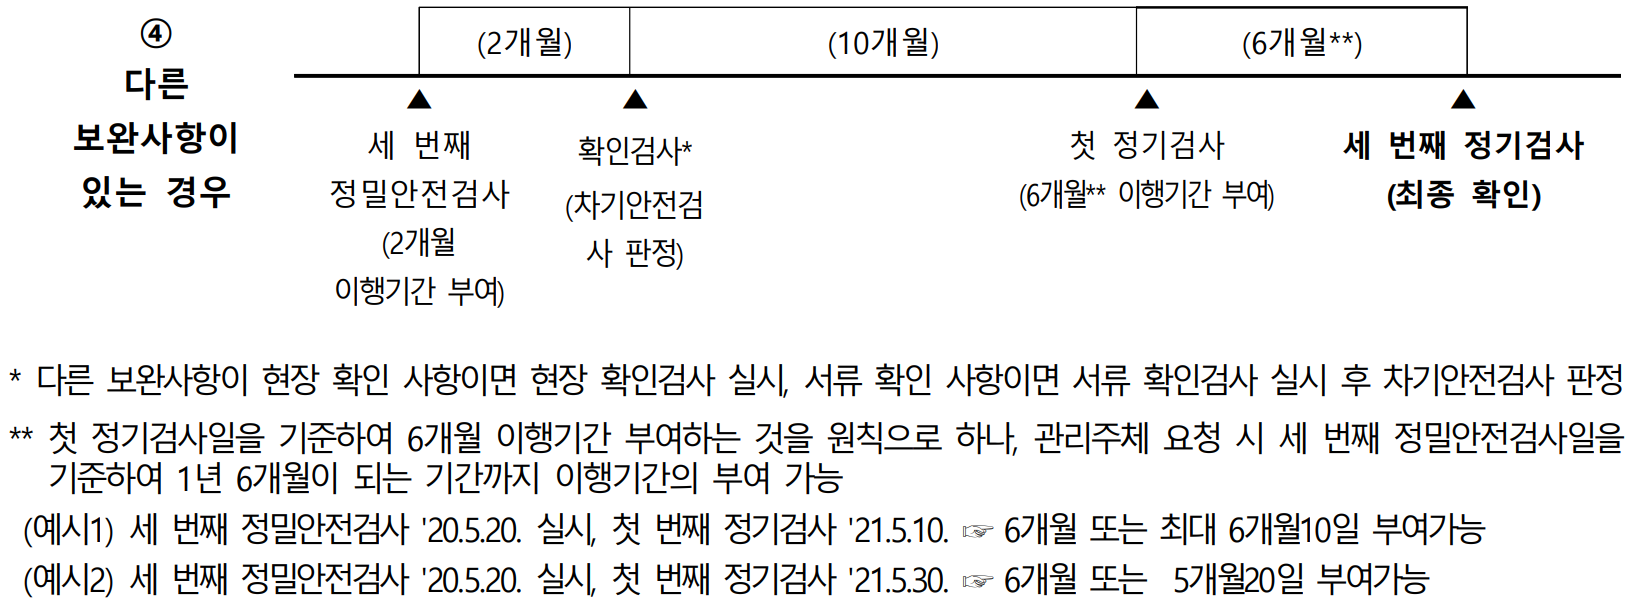 ④
다른
보완사항이
있는 경우
(2개월)
(10개월)
(6개월**)
▲
▲
▲
▲
세 번째
정밀안전검사
(2개월
이행기간 부여)
확인검사*
(차기안전검
사 판정)
첫 정기검사
(6개월** 이행기간 부여)
세 번째 정기검사
(최종 확인)
* 다른 보완사항이 현장 확인 사항이면 현장 확인검사 실시, 서류 확인 사항이면 서류 확인검사 실시 후 차기안전검사 판정
** 첫 정기검사일을 기준하여 6개월 이행기간 부여하는 것을 원칙으로 하나, 관리주체 요청 시 세 번째 정밀안전검사일을
기준하여 1년 6개월이 되는 기간까지 이행기간의 부여 가능
(예시1) 세 번째 정밀안전검사 '20.5.20. 실시, 첫 번째 정기검사 '21.5.10. ☞ 6개월 또는 최대 6개월10일 부여가능
(예시2) 세 번째 정밀안전검사 '20.5.20. 실시, 첫 번째 정기검사 '21.5.30. ☞ 6개월 또는 5개월20일 부여가능